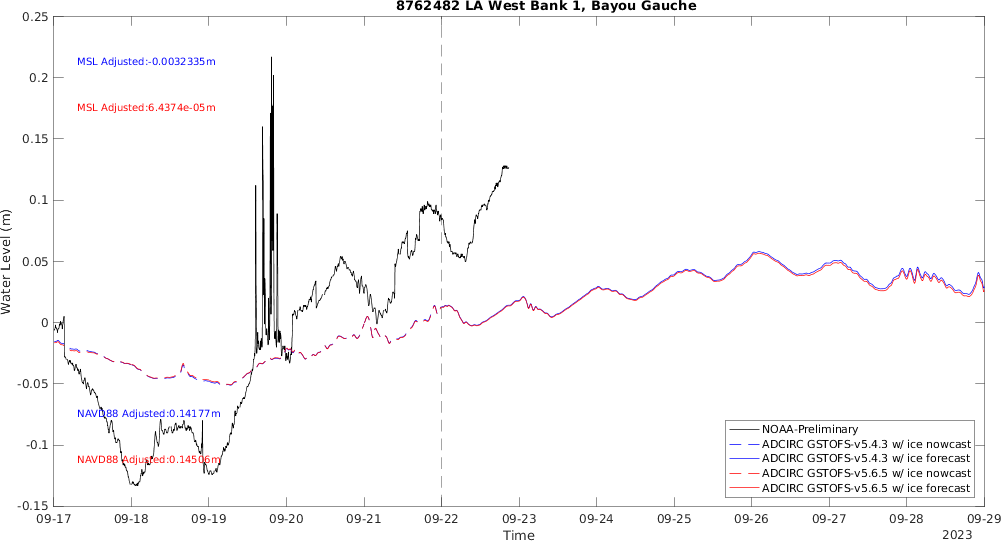 8762482 LA West Bank 1, Bayou Gauche
0.25
0.2
0.15
0.1
0.05
0
-0.05
-0.1
-0.15
Water Level (m)
MSL Adjusted:-0.0032335m
MSL Adjusted:6.4374e-05m
NAVD88 Adjusted:0.14177m
NAVD88 Adjusted:0.14506m
NOAA-Preliminary
ADCIRC GSTOFS-v5.4.3 w/ ice nowcast
ADCIRC GSTOFS-v5.4.3 w/ ice forecast
ADCIRC GSTOFS-v5.6.5 w/ ice nowcast
ADCIRC GSTOFS-v5.6.5 w/ ice forecast
09-17 09-18 09-19 09-20 09-21 09-22 09-23 09-24 09-25 09-26 09-27 09-28 09-29
Time
2023